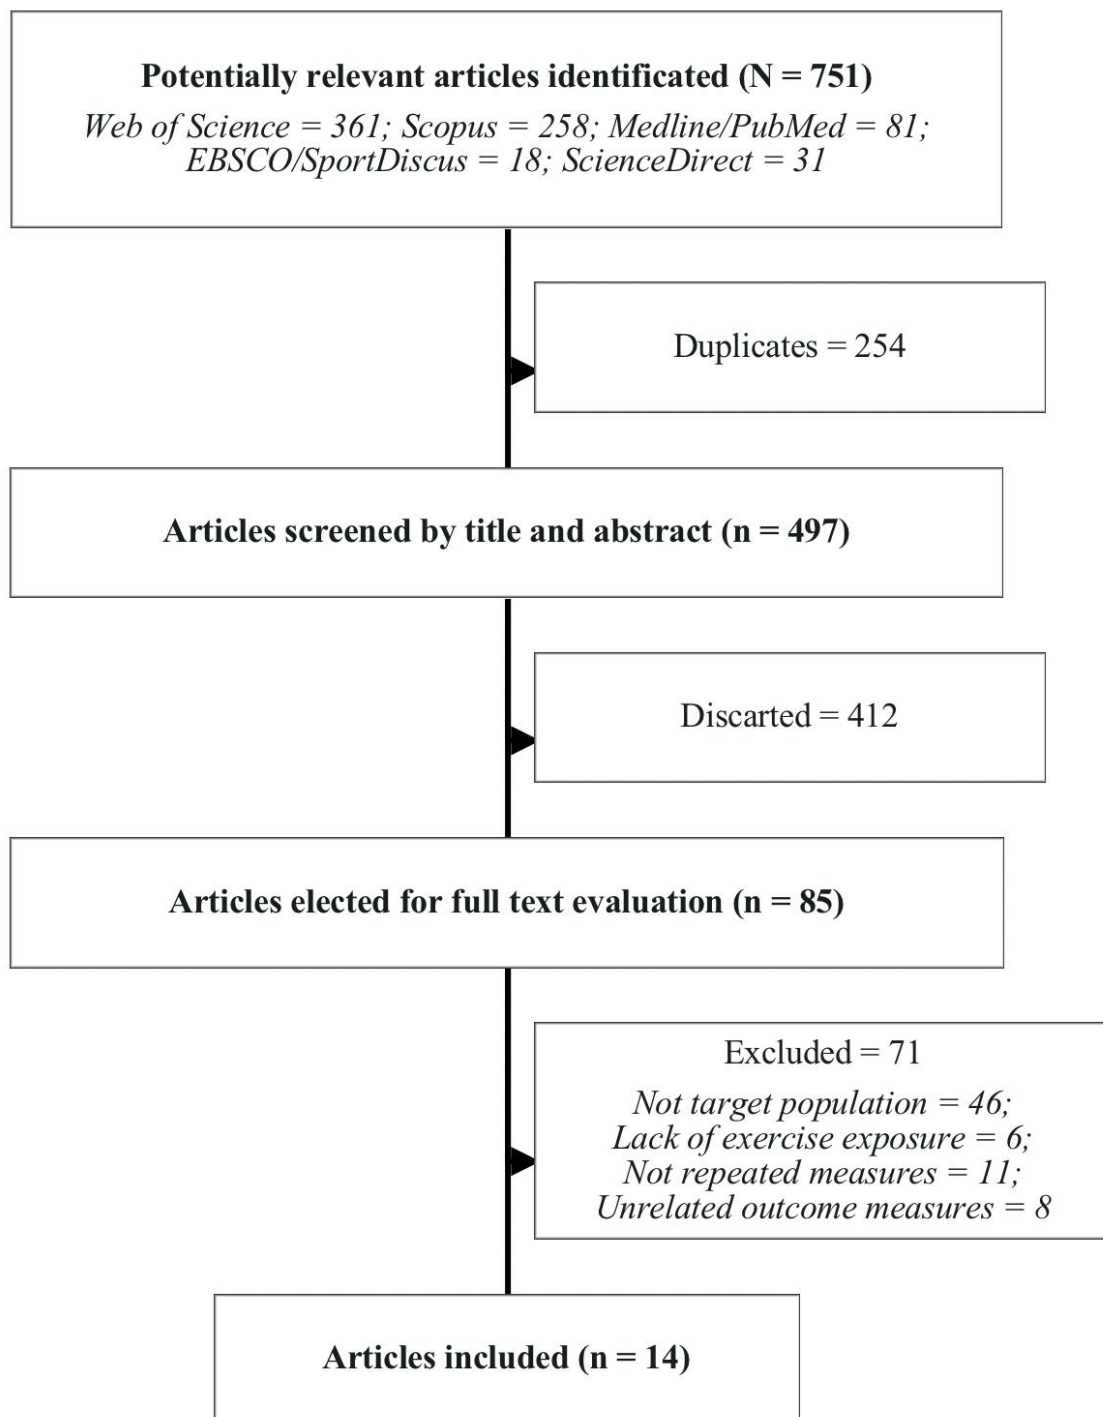 Potentially relevant articles identificated (N = 751)
Web of Science = 361; Scopus = 258; Medline/PubMed = 81;
EBSCO/SportDiscus = 18; ScienceDirect = 31
Duplicates = 254
Articles screened by title and abstract (n = 497)
Discarted = 412
Articles elected for full text evaluation (n = 85)
Excluded = 71
Not target population = 46;
Lack of exercise exposure = 6;
Not repeated measures = 11;
Unrelated outcome measures = 8
Articles included (n = 14)